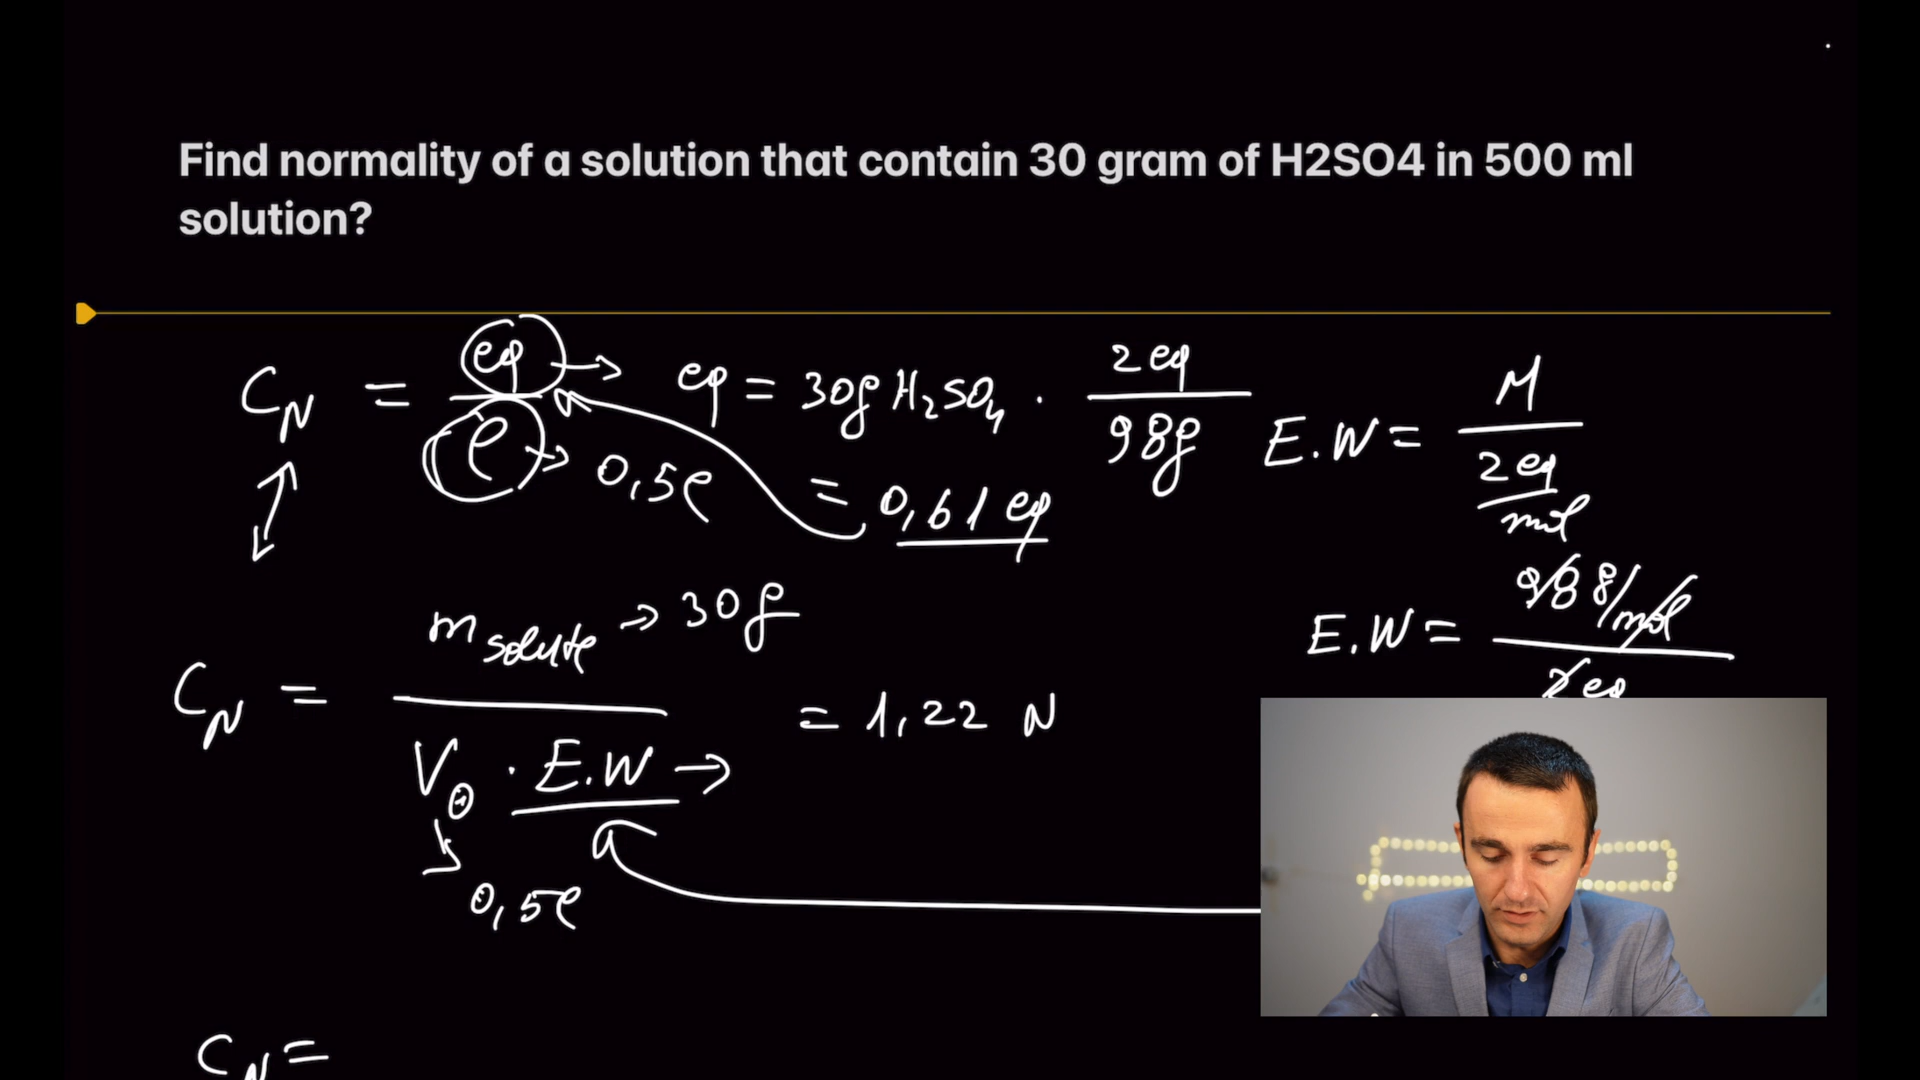 Find normality of a solution that contain 30 gram of H2SO4 in 500 ml
solution?
C_N = eq/ℓ → eq = 30g H₂SO₄ · 2eq/98g
E.W = M/(2eq/mol)
→ 0,5ℓ
= 0,61 eq
C_N = m solute → 30g
V_θ · E.W →
= 1,22 N
→ 0,5ℓ
E.W = 98g/mol
2eq
C_N =